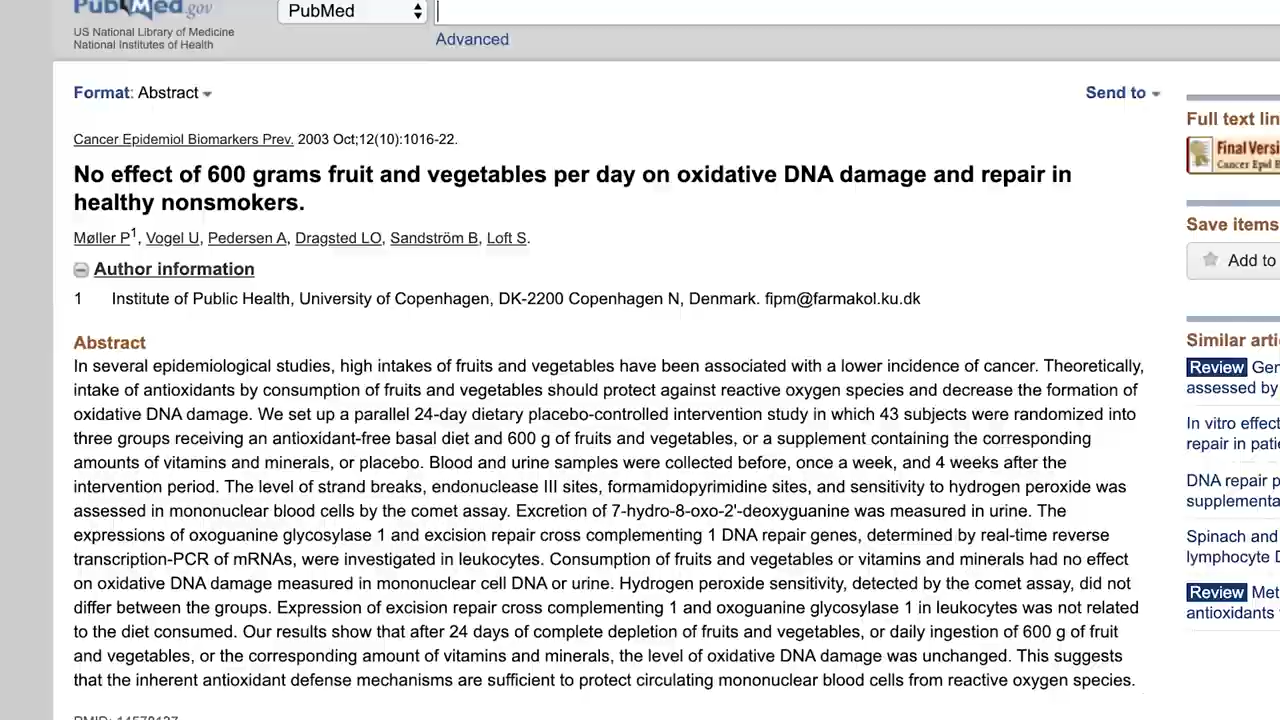 PubMed.gov
PubMed
US National Library of Medicine
National Institutes of Health
Advanced
Format: Abstract
Send to
Cancer Epidemiol Biomarkers Prev. 2003 Oct;12(10):1016-22.
No effect of 600 grams fruit and vegetables per day on oxidative DNA damage and repair in
healthy nonsmokers.
Møller P1, Vogel U, Pedersen A, Dragsted LO, Sandström B, Loft S.
Author information
1 Institute of Public Health, University of Copenhagen, DK-2200 Copenhagen N, Denmark. fipm@farmakol.ku.dk
Abstract
In several epidemiological studies, high intakes of fruits and vegetables have been associated with a lower incidence of cancer. Theoretically,
intake of antioxidants by consumption of fruits and vegetables should protect against reactive oxygen species and decrease the formation of
oxidative DNA damage. We set up a parallel 24-day dietary placebo-controlled intervention study in which 43 subjects were randomized into
three groups receiving an antioxidant-free basal diet and 600 g of fruits and vegetables, or a supplement containing the corresponding
amounts of vitamins and minerals, or placebo. Blood and urine samples were collected before, once a week, and 4 weeks after the
intervention period. The level of strand breaks, endonuclease III sites, formamidopyrimidine sites, and sensitivity to hydrogen peroxide was
assessed in mononuclear blood cells by the comet assay. Excretion of 7-hydro-8-oxo-2'-deoxyguanine was measured in urine. The
expressions of oxoguanine glycosylase 1 and excision repair cross complementing 1 DNA repair genes, determined by real-time reverse
transcription-PCR of mRNAs, were investigated in leukocytes. Consumption of fruits and vegetables or vitamins and minerals had no effect
on oxidative DNA damage measured in mononuclear cell DNA or urine. Hydrogen peroxide sensitivity, detected by the comet assay, did not
differ between the groups. Expression of excision repair cross complementing 1 and oxoguanine glycosylase 1 in leukocytes was not related
to the diet consumed. Our results show that after 24 days of complete depletion of fruits and vegetables, or daily ingestion of 600 g of fruit
and vegetables, or the corresponding amount of vitamins and minerals, the level of oxidative DNA damage was unchanged. This suggests
that the inherent antioxidant defense mechanisms are sufficient to protect circulating mononuclear blood cells from reactive oxygen species.
Full text lin
Final Versi
Cancer Epid B
Save items
Add to
Similar arti
Review Gen
assessed by
In vitro effect
repair in pati
DNA repair p
supplementa
Spinach and
lymphocyte D
Review Met
antioxidants